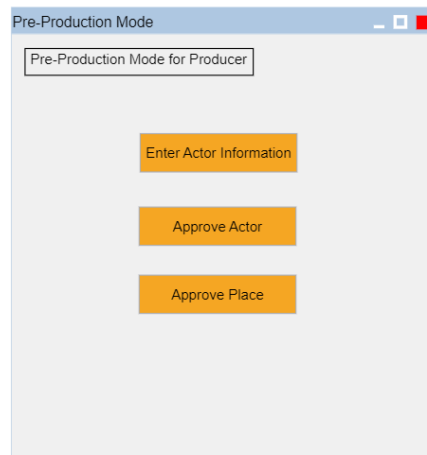 Pre-Production Mode
Pre-Production Mode for Producer
Enter Actor Information
Approve Actor
Approve Place